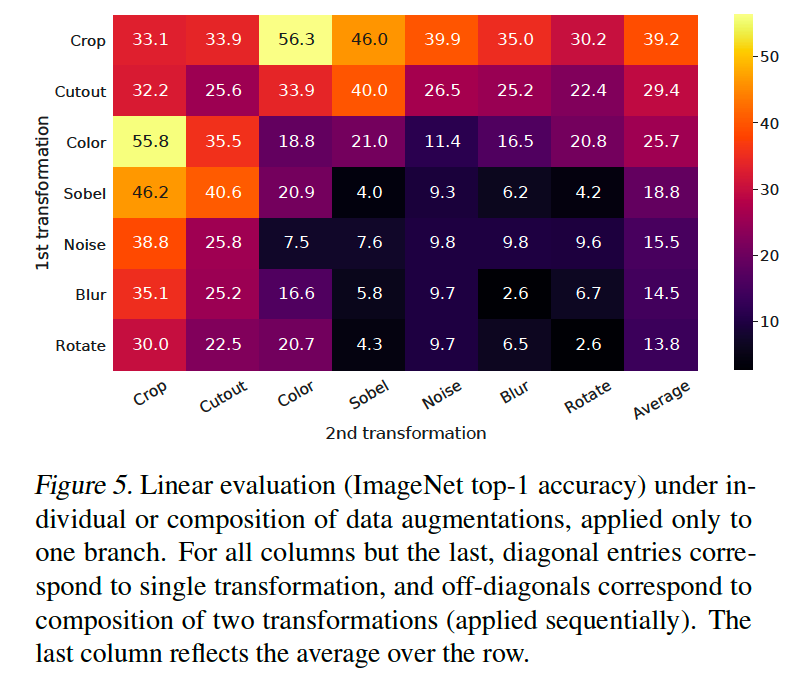 Crop 33.1 33.9 56.3 46.0 39.9 35.0 30.2 39.2
Cutout 32.2 25.6 33.9 40.0 26.5 25.2 22.4 29.4
Color 55.8 35.5 18.8 21.0 11.4 16.5 20.8 25.7
Sobel 46.2 40.6 20.9 4.0 9.3 6.2 4.2 18.8
Noise 38.8 25.8 7.5 7.6 9.8 9.8 9.6 15.5
Blur 35.1 25.2 16.6 5.8 9.7 2.6 6.7 14.5
Rotate 30.0 22.5 20.7 4.3 9.7 6.5 2.6 13.8
1st transformation
Crop Cutout Color Sobel Noise Blur Rotate Average
2nd transformation
50
40
30
20
10
Figure 5. Linear evaluation (ImageNet top-1 accuracy) under in-
dividual or composition of data augmentations, applied only to
one branch. For all columns but the last, diagonal entries corre-
spond to single transformation, and off-diagonals correspond to
composition of two transformations (applied sequentially). The
last column reflects the average over the row.